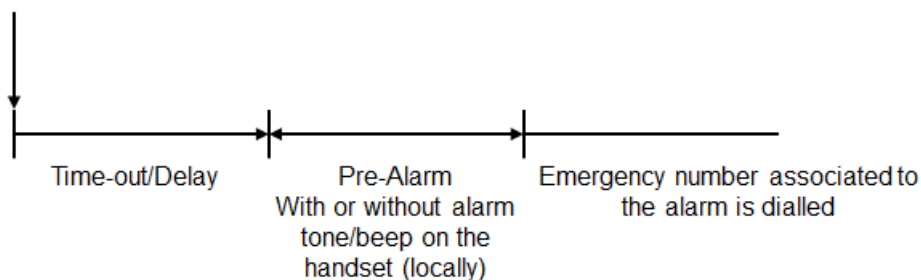 Time-out/Delay
Pre-Alarm
With or without alarm
tone/beep on the
handset (locally)
Emergency number associated to
the alarm is dialled